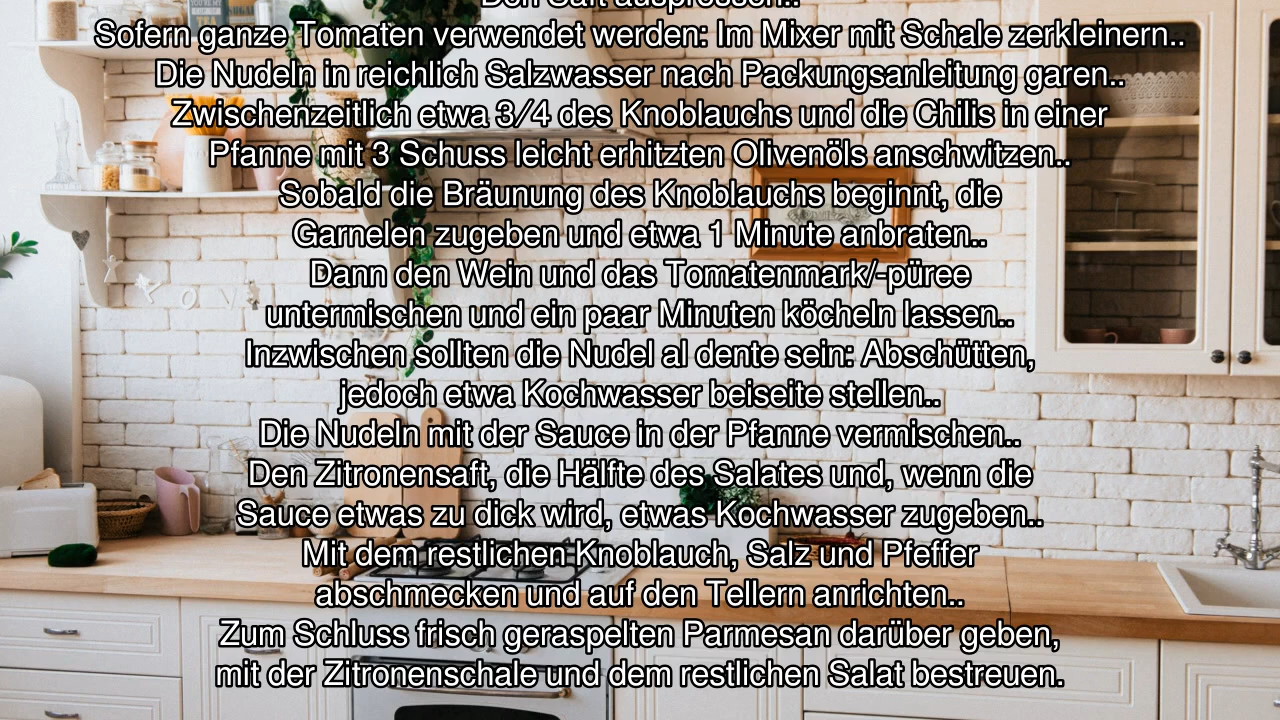 Den Saft auspressen..
Sofern ganze Tomaten verwendet werden: Im Mixer mit Schale zerkleinern..
Die Nudeln in reichlich Salzwasser nach Packungsanleitung garen..
Zwischenzeitlich etwa 3/4 des Knoblauchs und die Chilis in einer
Pfanne mit 3 Schuss leicht erhitzten Olivenöls anschwitzen..
Sobald die Bräunung des Knoblauchs beginnt, die
Garnelen zugeben und etwa 1 Minute anbraten..
Dann den Wein und das Tomatenmark/-püree
untermischen und ein paar Minuten köcheln lassen..
Inzwischen sollten die Nudel al dente sein: Abschütten,
jedoch etwa Kochwasser beiseite stellen..
Die Nudeln mit der Sauce in der Pfanne vermischen..
Den Zitronensaft, die Hälfte des Salates und, wenn die
Sauce etwas zu dick wird, etwas Kochwasser zugeben..
Mit dem restlichen Knoblauch, Salz und Pfeffer
abschmecken und auf den Tellern anrichten..
Zum Schluss frisch geraspelten Parmesan darüber geben,
mit der Zitronenschale und dem restlichen Salat bestreuen.